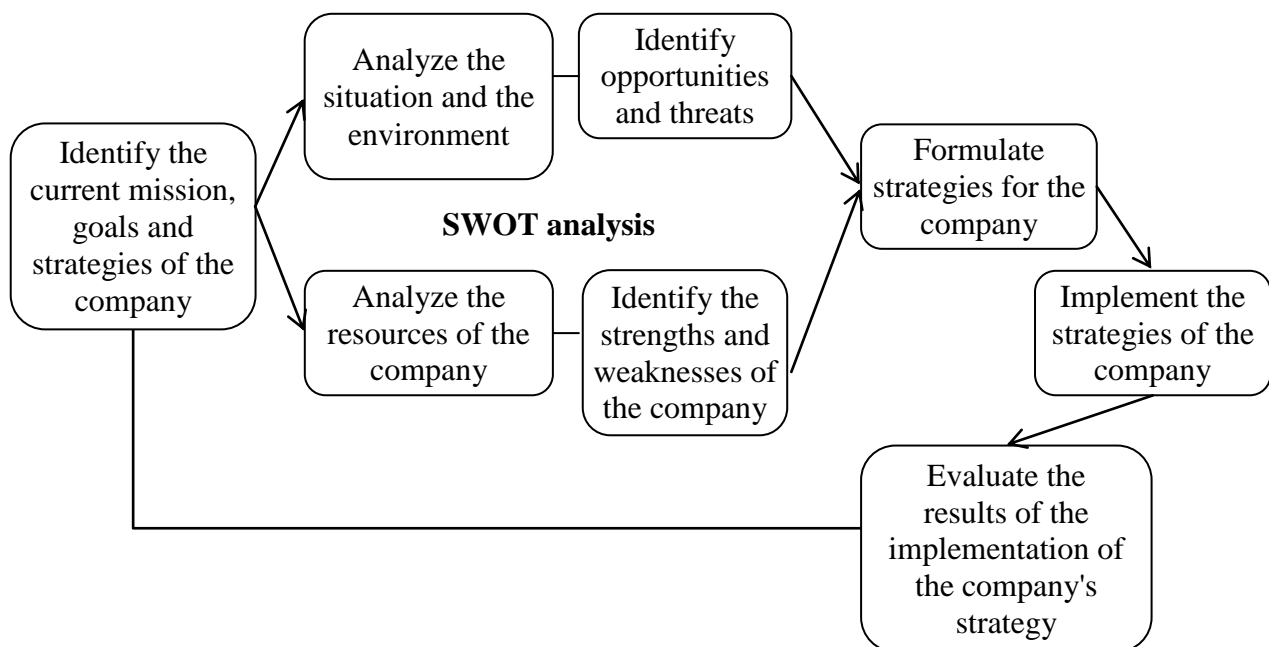 Identify the
current mission,
goals and
strategies of the
company
Analyze the
situation and the
environment
Identify
opportunities
and threats
SWOT analysis
Analyze the
resources of the
company
Identify the
strengths and
weaknesses of
the company
Formulate
strategies for the
company
Implement the
strategies of the
company
Evaluate the
results of the
implementation of
the company's
strategy